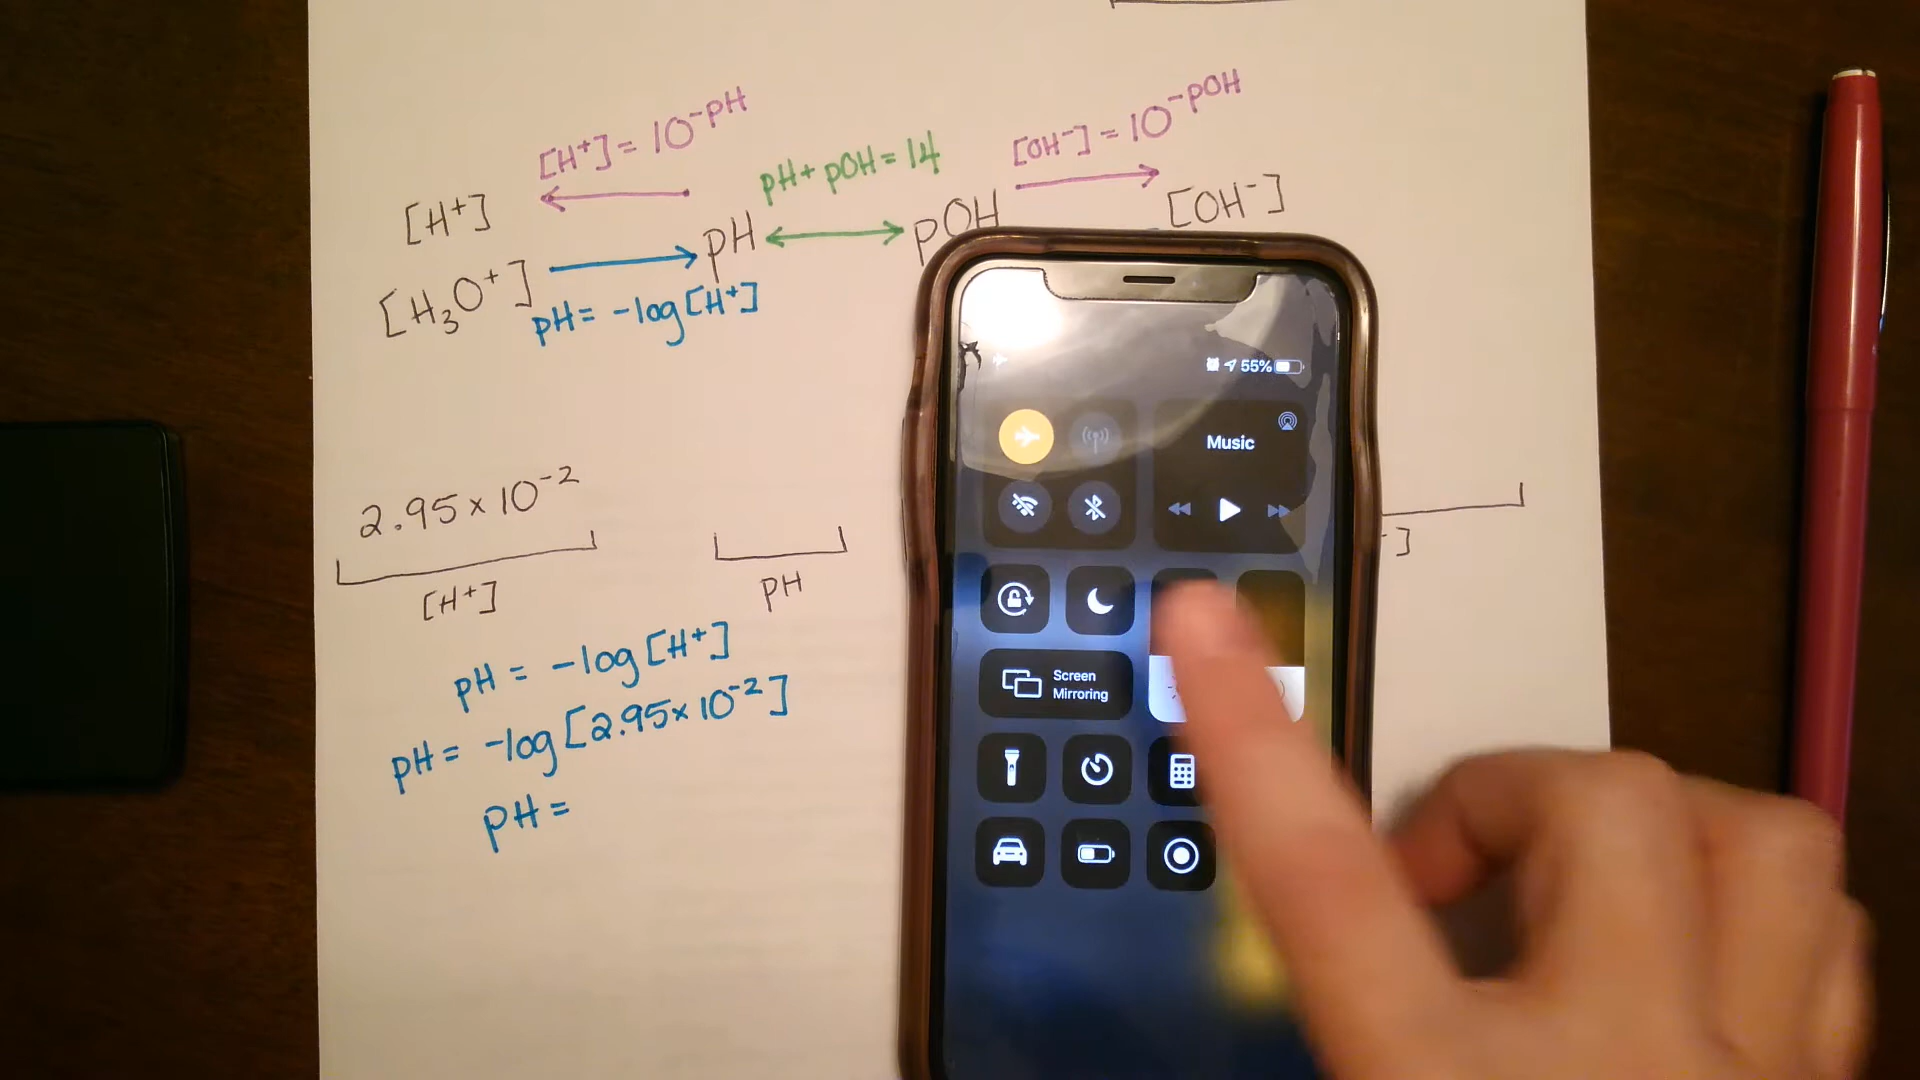 [H⁺] = 10⁻ᵖᴴ
pH + pOH = 14
[OH⁻] = 10⁻ᵖᴼᴴ
[H⁺]
[H₃O⁺]
pH
pOH
[OH⁻]
pH = -log[H⁺]
55%
Music
2.95 x 10⁻²
[H⁺]
pH
-]
pH = -log[H⁺]
pH = -log[2.95 x 10⁻²]
pH =
Screen
Mirroring